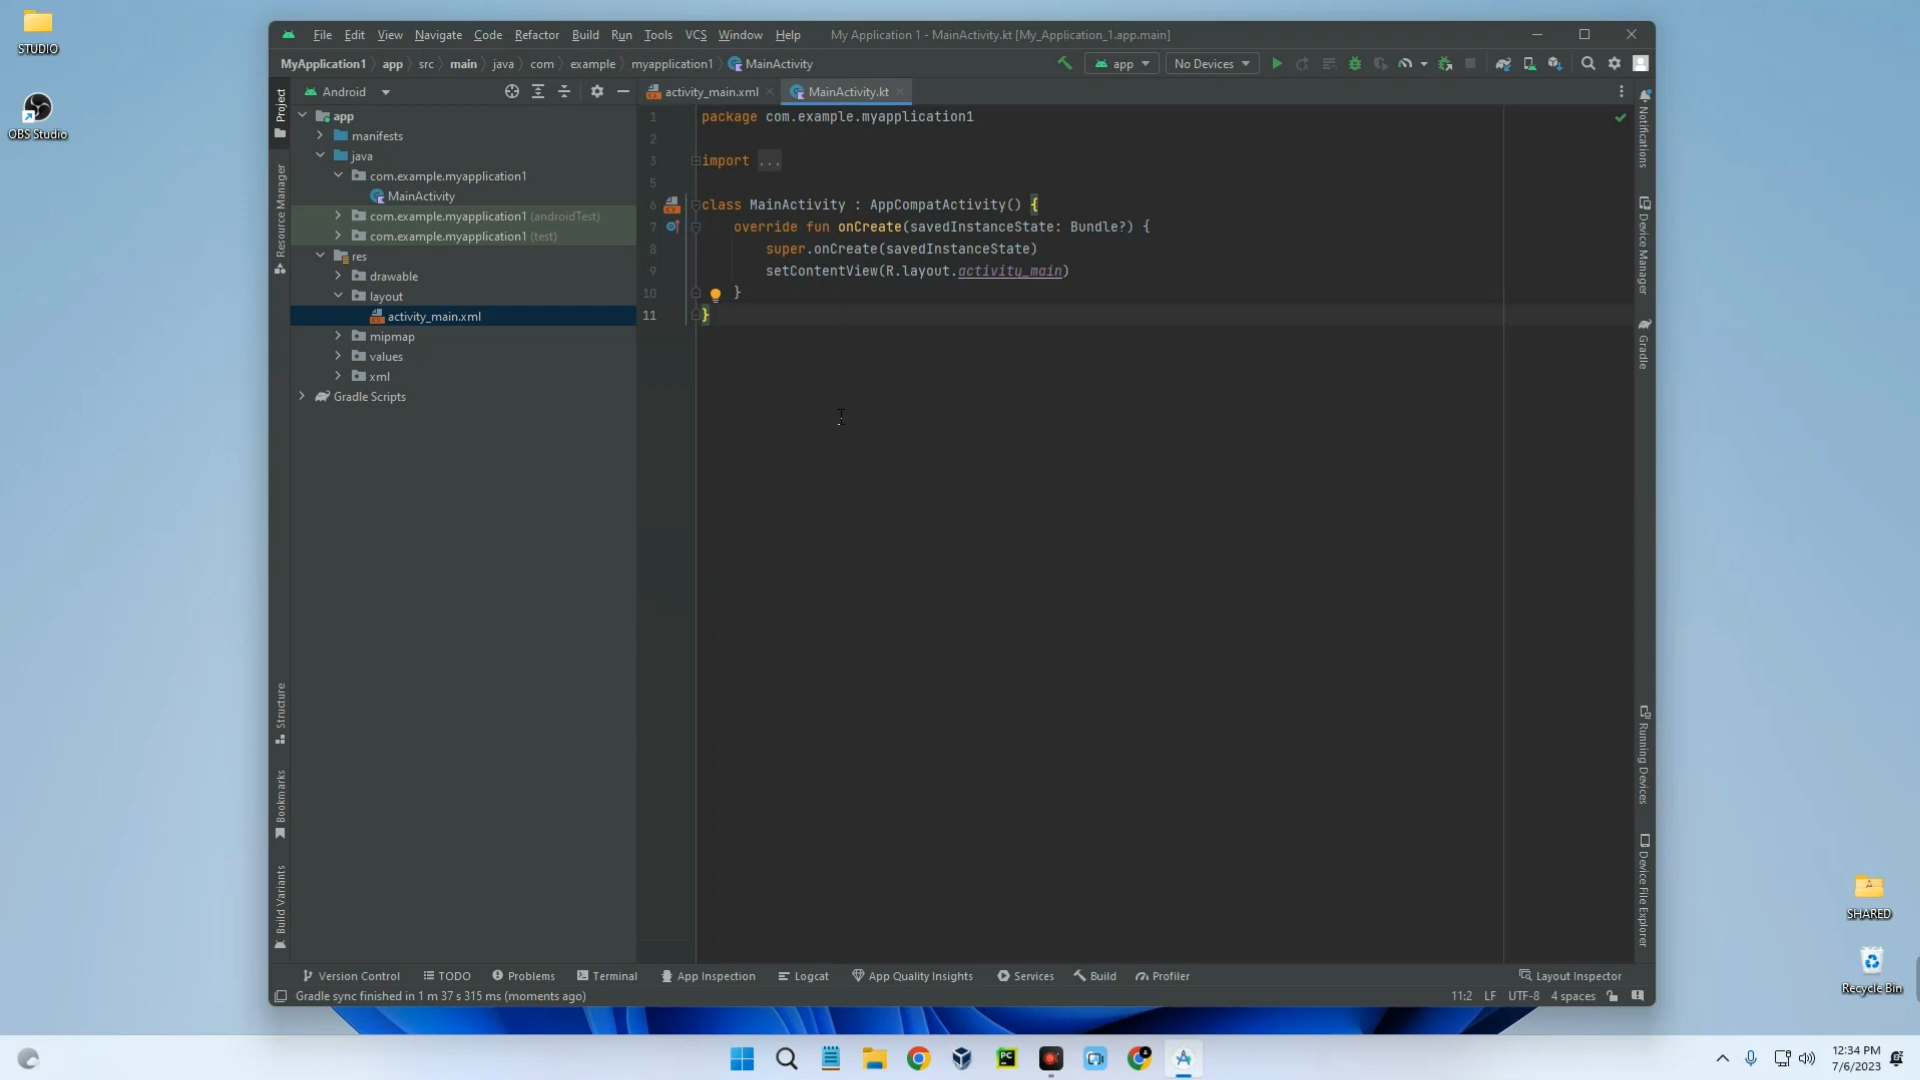 STUDIO
OBS Studio
File Edit View Navigate Code Refactor Build Run Tools VCS Window Help My Application 1 - MainActivity.kt [My_Application_1.app.main]
MyApplication1 app src main java com example myapplication1 MainActivity app No Devices
Project
Resource Manager
Structure
Bookmarks
Build Variants
Android
app
manifests
java
com.example.myapplication1
MainActivity
com.example.myapplication1 (androidTest)
com.example.myapplication1 (test)
res
drawable
layout
activity_main.xml
mipmap
values
xml
Gradle Scripts
activity_main.xml MainActivity.kt
1 package com.example.myapplication1
2
3 import ...
5
6 class MainActivity : AppCompatActivity() {
7 override fun onCreate(savedInstanceState: Bundle?) {
8 super.onCreate(savedInstanceState)
9 setContentView(R.layout.activity_main)
10 }
11 }
Notifications
Device Manager
Gradle
Running Devices
Device File Explorer
Version Control TODO Problems Terminal App Inspection Logcat App Quality Insights Services Build Profiler Layout Inspector
Gradle sync finished in 1 m 37 s 315 ms (moments ago) 11:2 LF UTF-8 4 spaces
SHARED
Recycle Bin
PC
4
12:34 PM
7/6/2023